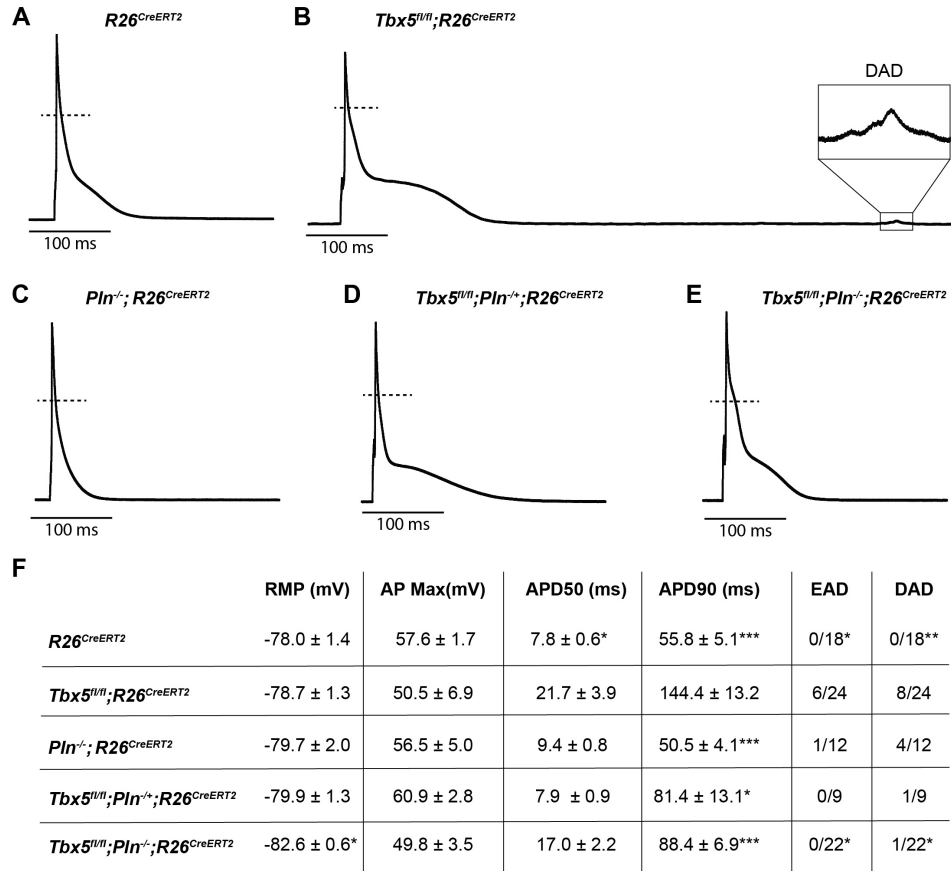 A R26CreERT2
B Tbx5fl/fl;R26CreERT2
DAD
100 ms
100 ms
C Pln-/-; R26CreERT2
D Tbx5fl/fl;Pln-/+;R26CreERT2
E Tbx5fl/fl;Pln-/-;R26CreERT2
100 ms
100 ms
100 ms
F
RMP (mV) AP Max(mV) APD50 (ms) APD90 (ms) EAD DAD
R26CreERT2 -78.0 ± 1.4 57.6 ± 1.7 7.8 ± 0.6* 55.8 ± 5.1*** 0/18* 0/18**
Tbx5fl/fl;R26CreERT2 -78.7 ± 1.3 50.5 ± 6.9 21.7 ± 3.9 144.4 ± 13.2 6/24 8/24
Pln-/-; R26CreERT2 -79.7 ± 2.0 56.5 ± 5.0 9.4 ± 0.8 50.5 ± 4.1*** 1/12 4/12
Tbx5fl/fl;Pln-/+;R26CreERT2 -79.9 ± 1.3 60.9 ± 2.8 7.9 ± 0.9 81.4 ± 13.1* 0/9 1/9
Tbx5fl/fl;Pln-/-;R26CreERT2 -82.6 ± 0.6* 49.8 ± 3.5 17.0 ± 2.2 88.4 ± 6.9*** 0/22* 1/22*